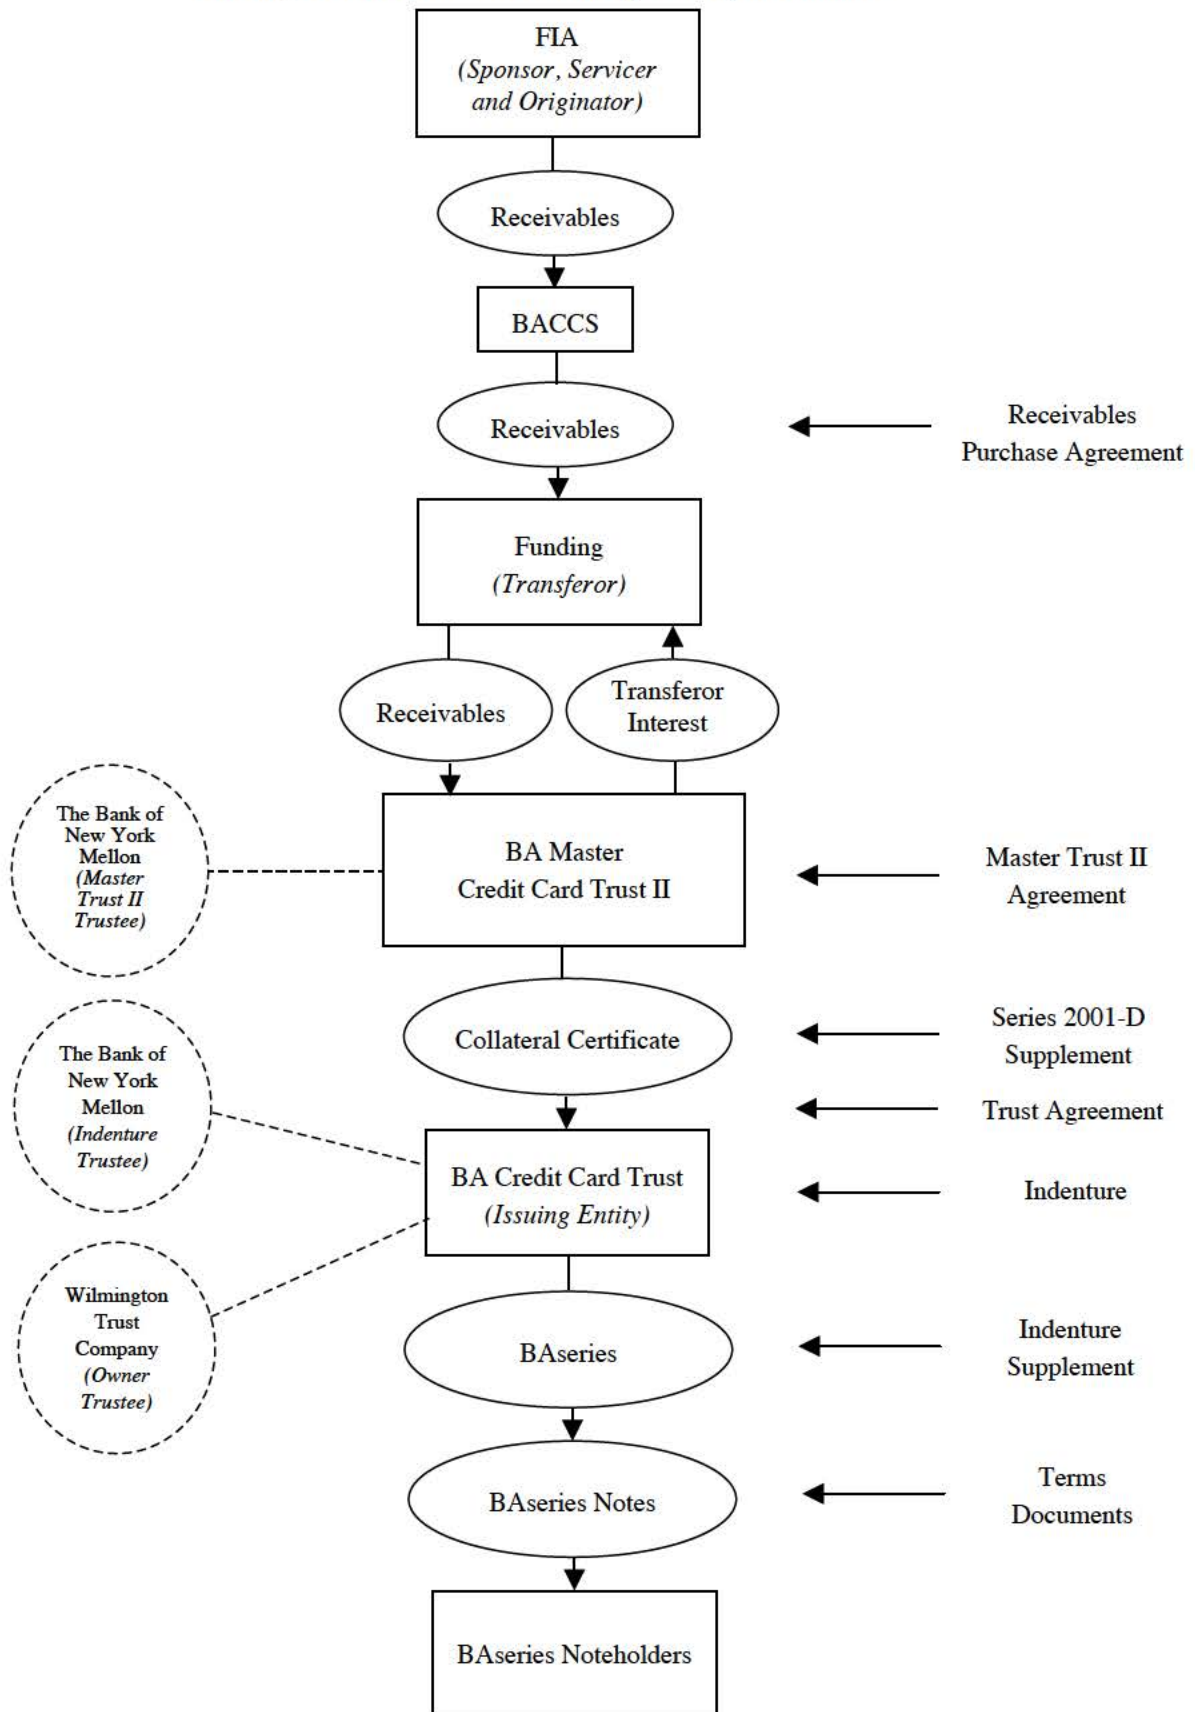 FIA
(Sponsor, Servicer
and Originator)
Receivables
BACCS
Receivables
Receivables
Purchase Agreement
Funding
(Transferor)
Receivables
Transferor
Interest
The Bank of
New York
Mellon
(Master
Trust II
Trustee)
BA Master
Credit Card Trust II
Master Trust II
Agreement
Collateral Certificate
Series 2001-D
Supplement
The Bank of
New York
Mellon
(Indenture
Trustee)
Trust Agreement
BA Credit Card Trust
(Issuing Entity)
Indenture
Wilmington
Trust
Company
(Owner
Trustee)
BAseries
Indenture
Supplement
BAseries Notes
Terms
Documents
BAseries Noteholders